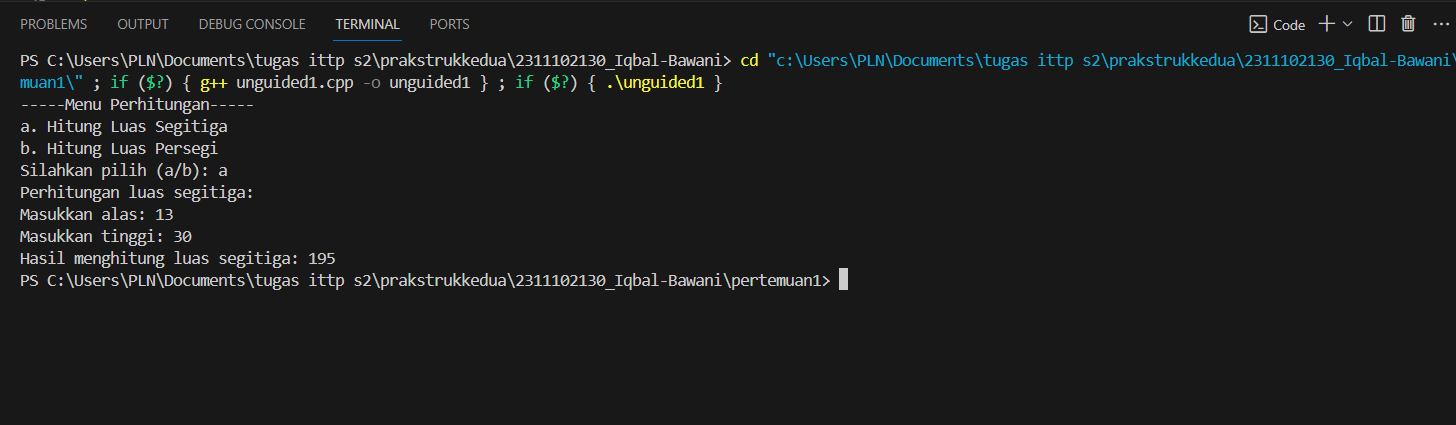 PROBLEMS OUTPUT DEBUG CONSOLE TERMINAL PORTS Code
PS C:\Users\PLN\Documents\tugas ittp s2\prakstrukkedua\2311102130_Iqbal-Bawani> cd "c:\Users\PLN\Documents\tugas ittp s2\prakstrukkedua\2311102130_Iqbal-Bawani\
muan1\" ; if ($?) { g++ unguided1.cpp -o unguided1 } ; if ($?) { .\unguided1 }
-----Menu Perhitungan-----
a. Hitung Luas Segitiga
b. Hitung Luas Persegi
Silahkan pilih (a/b): a
Perhitungan luas segitiga:
Masukkan alas: 13
Masukkan tinggi: 30
Hasil menghitung luas segitiga: 195
PS C:\Users\PLN\Documents\tugas ittp s2\prakstrukkedua\2311102130_Iqbal-Bawani\pertemuan1>